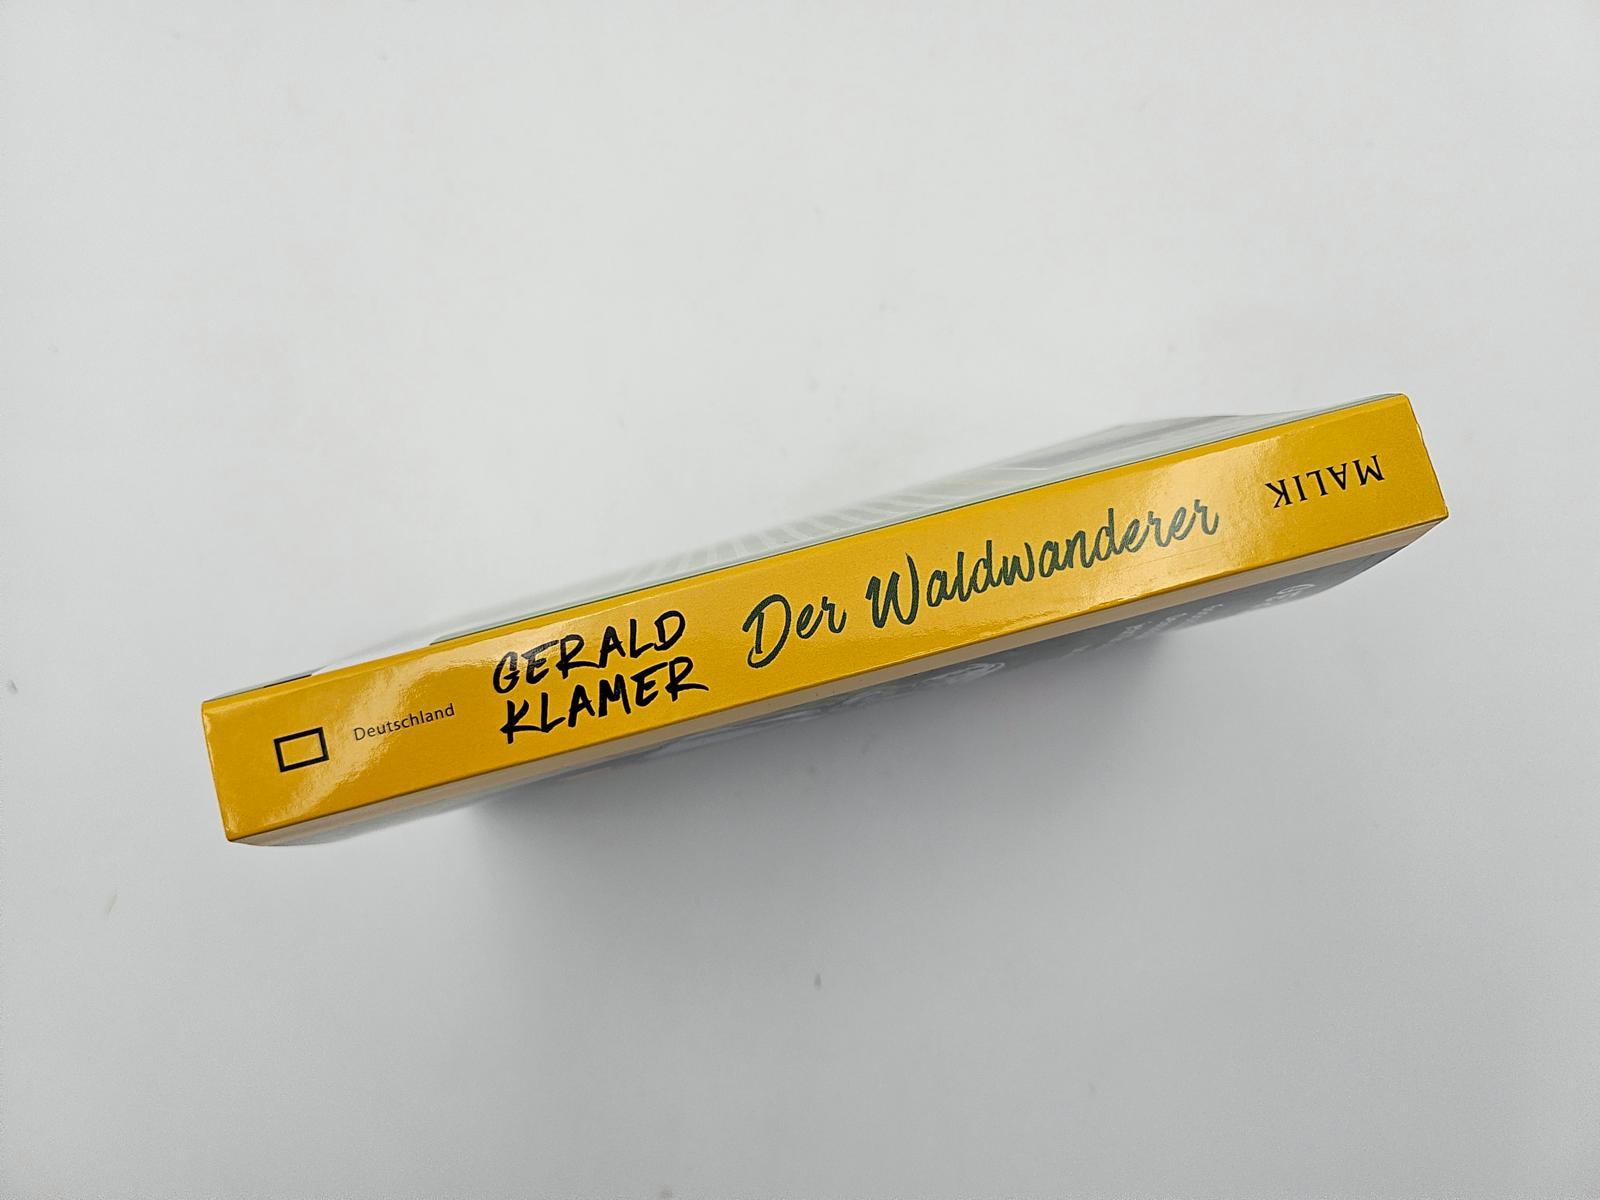 Deutschland
GERALD
KLAMER
Der Waldwanderer
MALIK